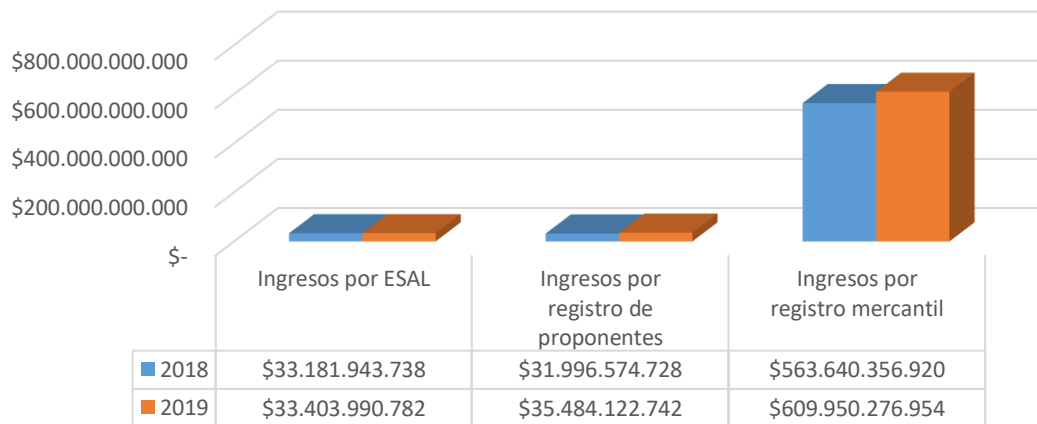 $800.000.000.000
$600.000.000.000
$400.000.000.000
$200.000.000.000
$-
Ingresos por ESAL
Ingresos por
registro de
proponentes
Ingresos por
registro mercantil
2018 $33.181.943.738 $31.996.574.728 $563.640.356.920
2019 $33.403.990.782 $35.484.122.742 $609.950.276.954